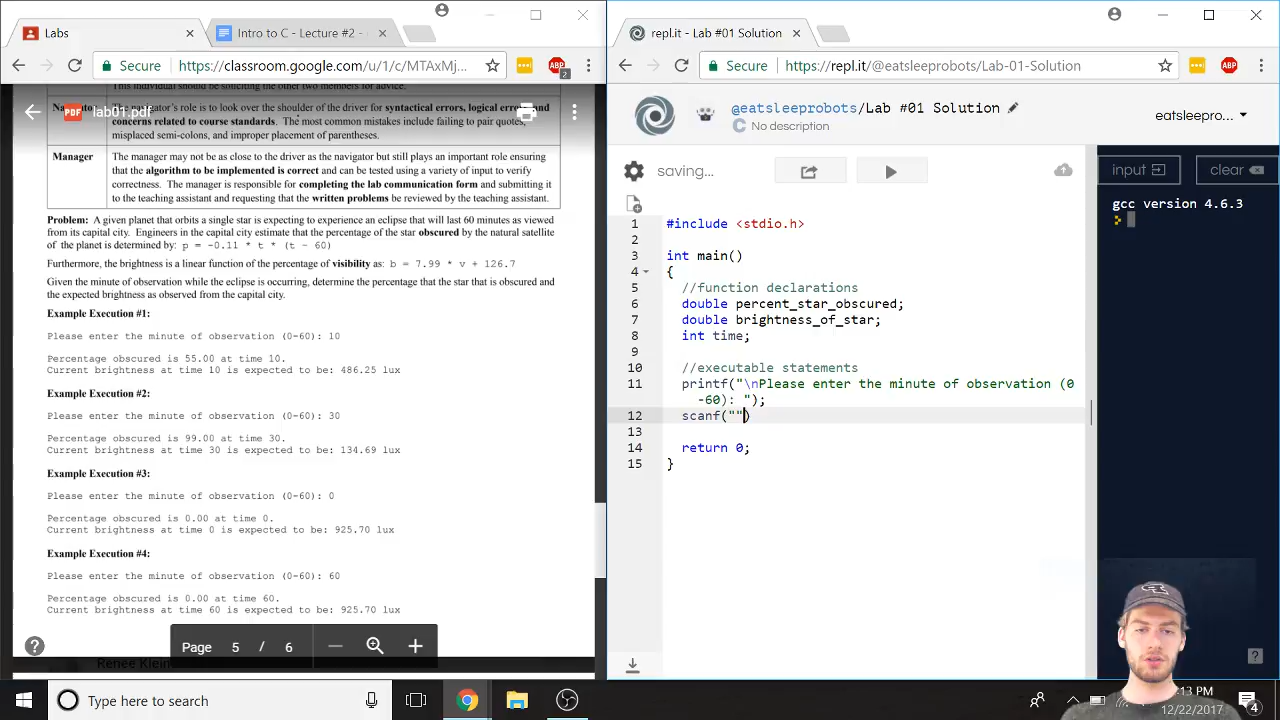 Labs
Intro to C - Lecture #2 -
repl.it - Lab #01 Solution
Secure
https://classroom.google.com/u/1/c/MTAxMj...
ABP
2
Secure
https://repl.it/@eatsleeprobots/Lab-01-Solution
ABP
This individual should be soliciting the other two members for advice.
The navigator's role is to look over the shoulder of the driver for syntactical errors, logical errors, and
concerns related to course standards. The most common mistakes include failing to pair quotes,
misplaced semi-colons, and improper placement of parentheses.
PDF
lab01.pdf
Manager
The manager may not be as close to the driver as the navigator but still plays an important role ensuring
that the algorithm to be implemented is correct and can be tested using a variety of input to verify
correctness. The manager is responsible for completing the lab communication form and submitting it
to the teaching assistant and requesting that the written problems be reviewed by the teaching assistant.
Problem: A given planet that orbits a single star is expecting to experience an eclipse that will last 60 minutes as viewed
from its capital city. Engineers in the capital city estimate that the percentage of the star obscured by the natural satellite
of the planet is determined by: p = -0.11 * t * (t - 60)
Furthermore, the brightness is a linear function of the percentage of visibility as: b = 7.99 * v + 126.7
Given the minute of observation while the eclipse is occurring, determine the percentage that the star that is obscured and
the expected brightness as observed from the capital city.
Example Execution #1:
Please enter the minute of observation (0-60): 10
Percentage obscured is 55.00 at time 10.
Current brightness at time 10 is expected to be: 486.25 lux
Example Execution #2:
Please enter the minute of observation (0-60): 30
Percentage obscured is 99.00 at time 30.
Current brightness at time 30 is expected to be: 134.69 lux
Example Execution #3:
Please enter the minute of observation (0-60): 0
Percentage obscured is 0.00 at time 0.
Current brightness at time 0 is expected to be: 925.70 lux
Example Execution #4:
Please enter the minute of observation (0-60): 60
Percentage obscured is 0.00 at time 60.
Current brightness at time 60 is expected to be: 925.70 lux
Page 5 / 6
@eatsleeprobots/Lab #01 Solution
No description
eatsleepro...
saving...
input
clear
1 #include <stdio.h>
2
3 int main()
4 {
5 //function declarations
6 double percent_star_obscured;
7 double brightness_of_star;
8 int time;
9
10 //executable statements
11 printf("\nPlease enter the minute of observation (0
-60): ");
12 scanf("")
13
14 return 0;
15 }
gcc version 4.6.3
Type here to search
:13 PM
12/22/2017
4